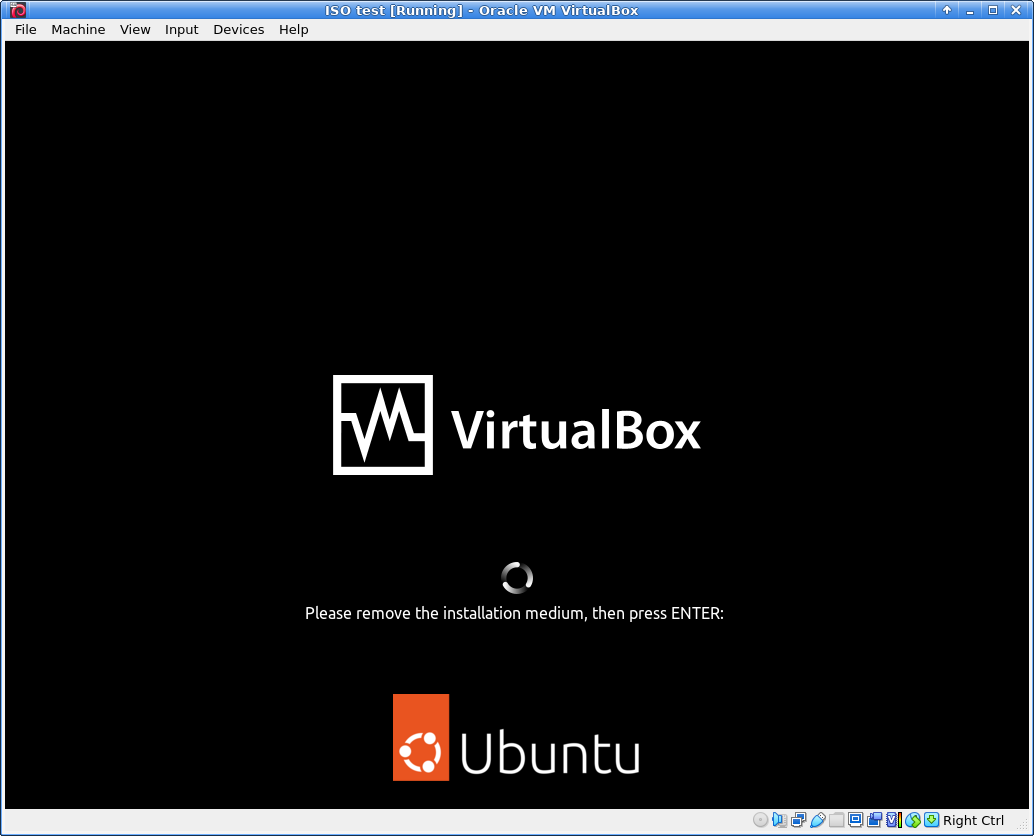 ISO test [Running] - Oracle VM VirtualBox
File Machine View Input Devices Help
VirtualBox
Please remove the installation medium, then press ENTER:
Ubuntu
Right Ctrl